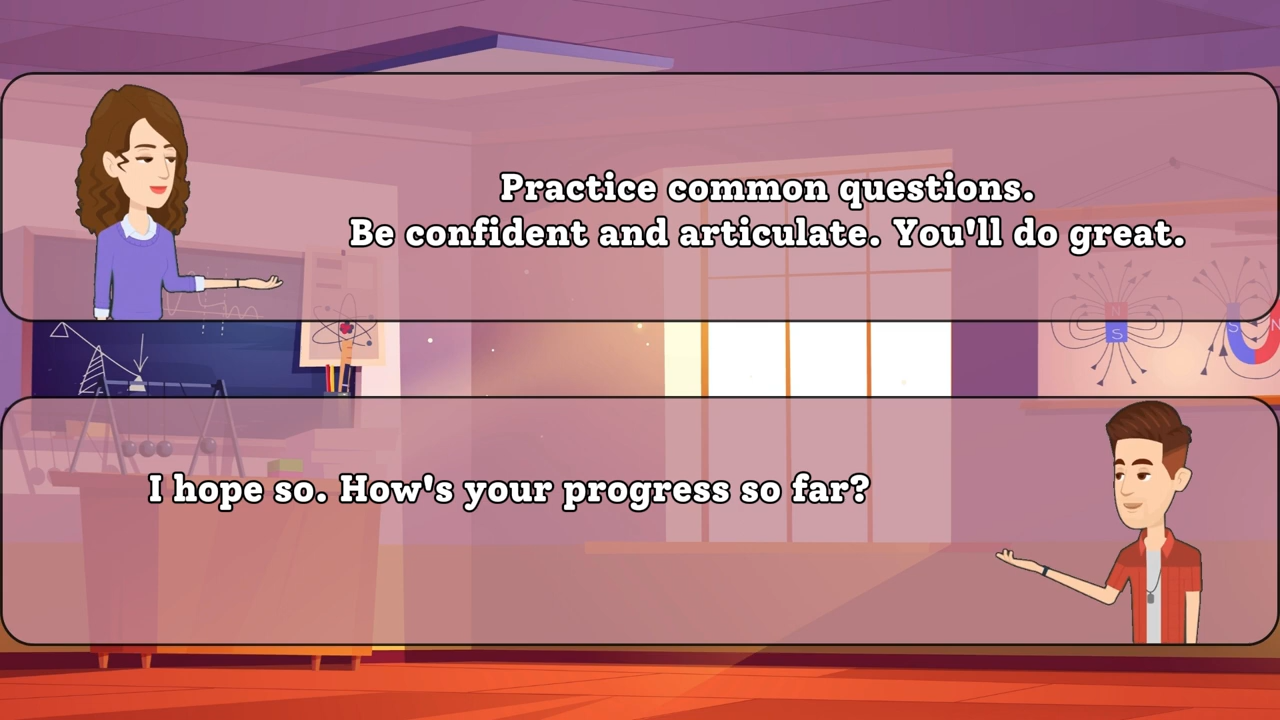 Practice common questions.
Be confident and articulate. You'll do great.
N
S
S
N
I hope so. How's your progress so far?